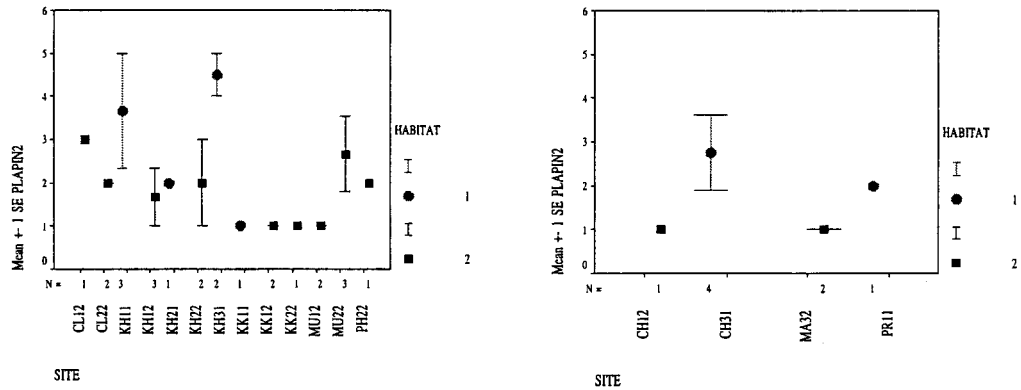 6
5
4
3
2
1
0
Mean +- 1 SE PLAPIN2
N =
1
2
3
3
1
2
2
1
2
1
2
3
1
CL12
CL22
KH11
KH12
KH21
KH22
KH31
KK11
KK12
KK22
MU12
MU22
PH22
SITE
HABITAT
1
2
6
5
4
3
2
1
0
Mean +- 1 SE PLAPIN2
N =
1
4
2
1
CH12
CH31
MA32
PR11
SITE
HABITAT
1
2